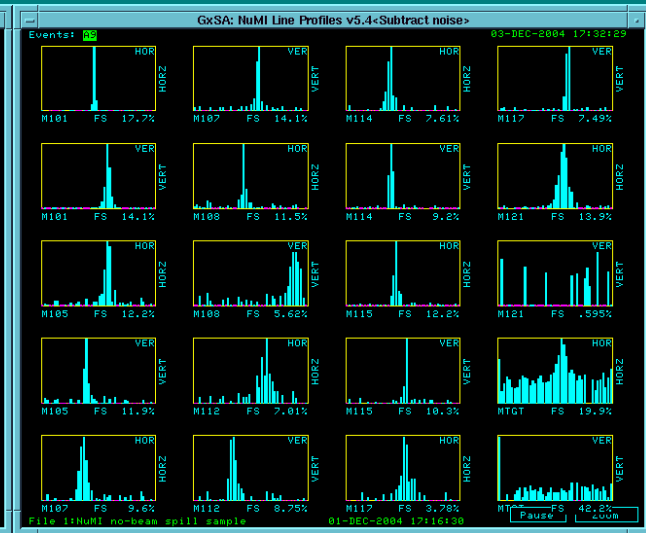 GxSA: NuMI Line Profiles v5.4<Subtract noise>
Events: A9 03-DEC-2004 17:32:29
HOR HORZ M101 FS 17.7%
VER VERT M107 FS 14.1%
HOR HORZ M114 FS 7.61%
VER VERT M117 FS 7.49%
VER VERT M101 FS 14.1%
HOR HORZ M108 FS 11.5%
VER VERT M114 FS 9.2%
HOR HORZ M121 FS 13.9%
HOR HORZ M105 FS 12.2%
VER VERT M108 FS 5.62%
HOR HORZ M115 FS 12.2%
VER VERT M121 FS .595%
VER VERT M105 FS 11.9%
HOR HORZ M112 FS 7.01%
VER VERT M115 FS 10.3%
HOR HORZ MTGT FS 19.9%
HOR HORZ M107 FS 9.6%
VER VERT M112 FS 8.75%
HOR HORZ M117 FS 3.78%
VER VERT MTGT FS 42.2%
File 1:NuMI no-beam spill sample 01-DEC-2004 17:16:30
Pause Zoom